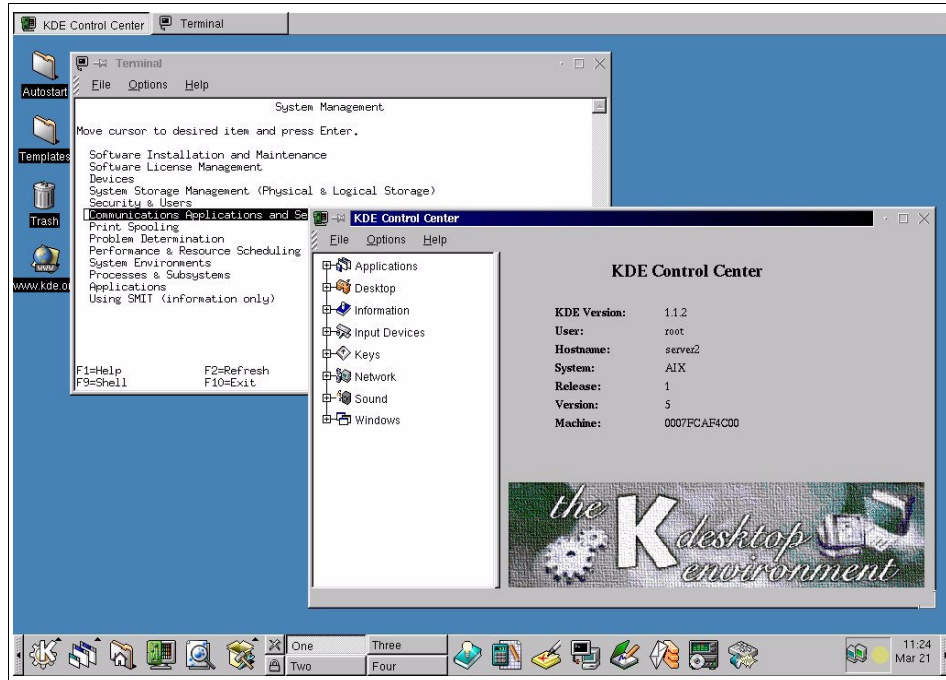 KDE Control Center
Terminal
Autostart
Templates
Trash
www.kde.or
Terminal
File Options Help
System Management
Move cursor to desired item and press Enter.
Software Installation and Maintenance
Software License Management
Devices
System Storage Management (Physical & Logical Storage)
Security & Users
Communications Applications and Se
Print Spooling
Problem Determination
Performance & Resource Scheduling
System Environments
Processes & Subsystems
Applications
Using SMIT (information only)
F1=Help F2=Refresh
F9=Shell F10=Exit
KDE Control Center
File Options Help
Applications
Desktop
Information
Input Devices
Keys
Network
Sound
Windows
KDE Control Center
KDE Version: 1.1.2
User: root
Hostname: server2
System: AIX
Release: 1
Version: 5
Machine: 0007FCAF4C00
the K desktop environment
One Three
Two Four
11:24
Mar 21